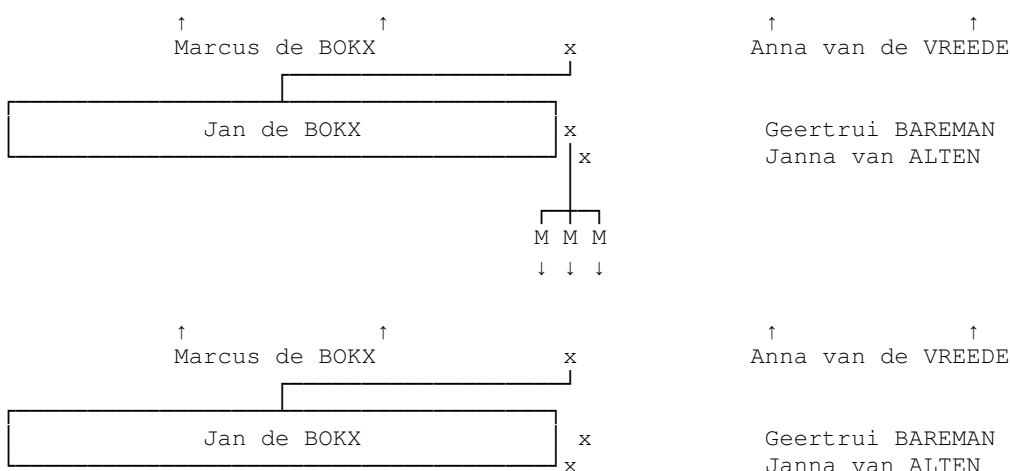 ↑ ↑ ↑ ↑
Marcus de BOKX x Anna van de VREEDE
Jan de BOKX x Geertrui BAREMAN
x Janna van ALTEN
M M M
↓ ↓ ↓
↑ ↑ ↑ ↑
Marcus de BOKX x Anna van de VREEDE
Jan de BOKX x Geertrui BAREMAN
x Janna van ALTEN